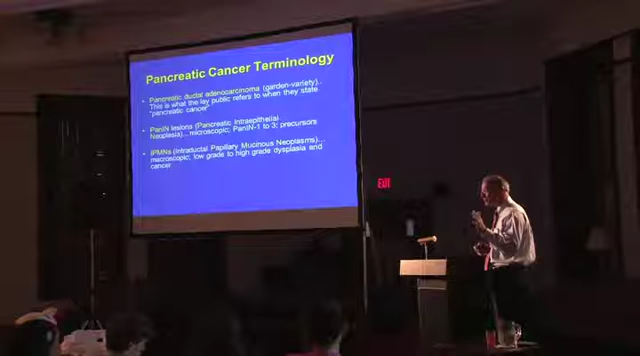 Pancreatic Cancer Terminology
• Pancreatic ductal adenocarcinoma (garden-variety)..
This is what the lay public refers to when they state
"pancreatic cancer"
• PanIN lesions (Pancreatic Intraepithelial
Neoplasia)...microscopic; PanIN-1 to 3; precursors
• IPMNs (Intraductal Papillary Mucinous Neoplasms)...
macroscopic; low grade to high grade dysplasia and
cancer
EXIT